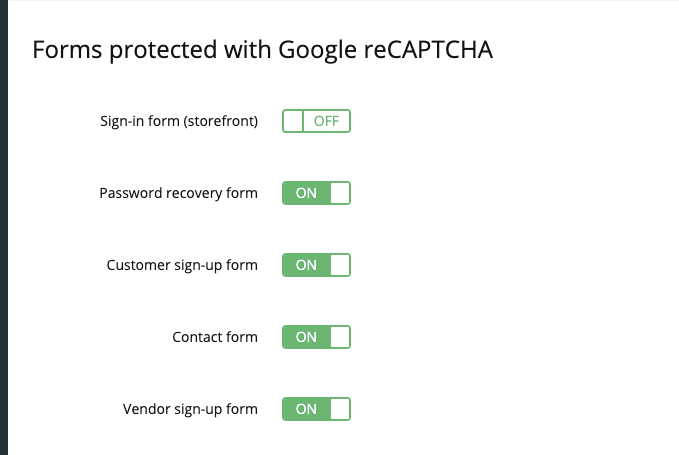 Forms protected with Google reCAPTCHA
Sign-in form (storefront) OFF
Password recovery form ON
Customer sign-up form ON
Contact form ON
Vendor sign-up form ON